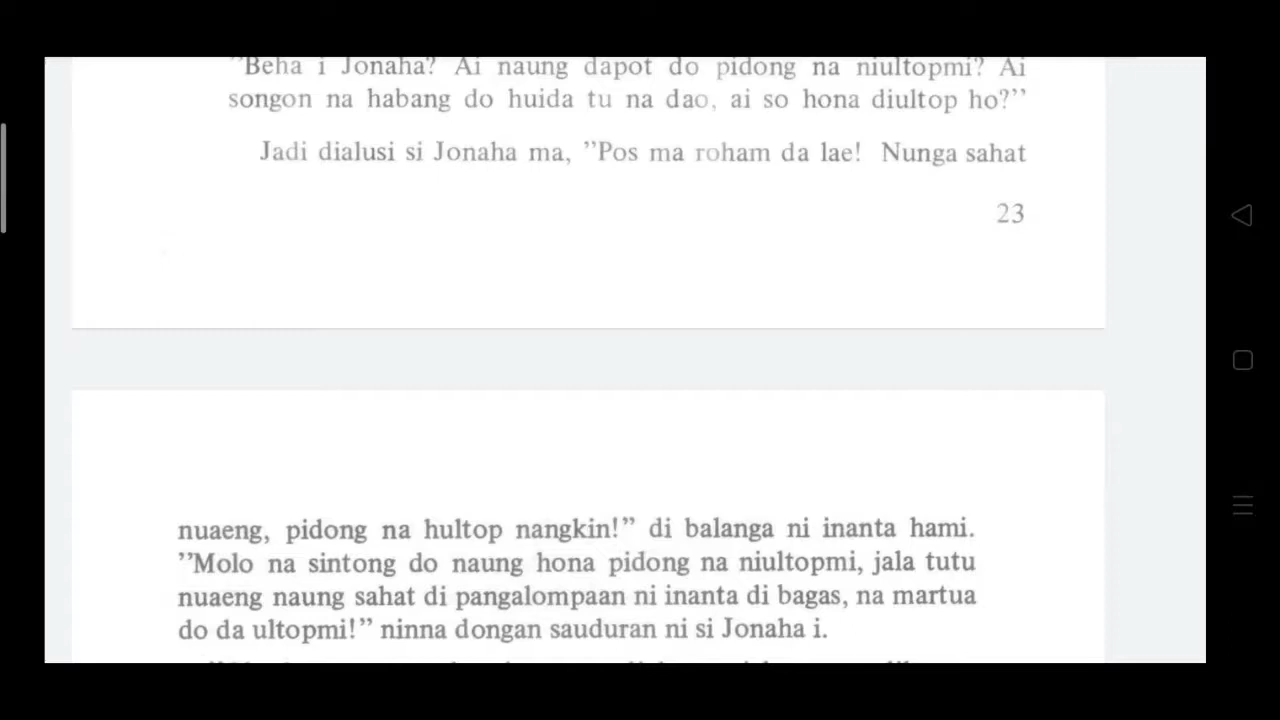 "Beha i Jonaha? Ai naung dapot do pidong na niultopmi? Ai
songon na habang do huida tu na dao, ai so hona diultop ho?”
Jadi dialusi si Jonaha ma, ”Pos ma roham da lae! Nunga sahat
23
nuaeng, pidong na hultop nangkin!” di balanga ni inanta hami.
”Molo na sintong do naung hona pidong na niultopmi, jala tutu
nuaeng naung sahat di pangalompaan ni inanta di bagas, na martua
do da ultopmi!” ninna dongan sauduran ni si Jonaha i.